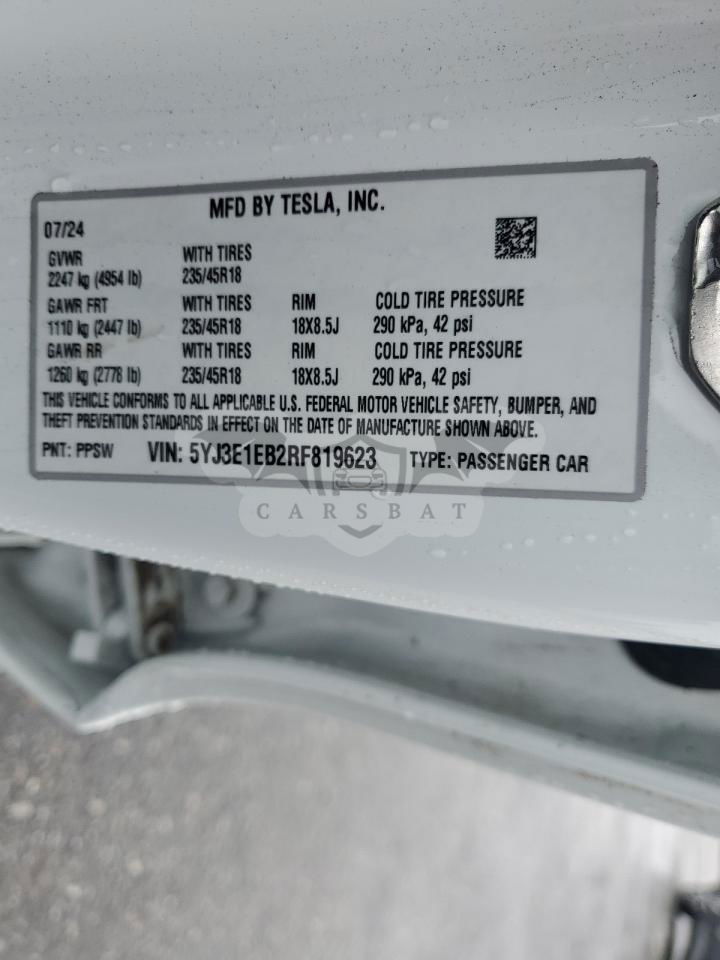 MFD BY TESLA, INC.
07/24
GVWR WITH TIRES
2247 kg (4954 lb) 235/45R18
GAWR FRT WITH TIRES RIM COLD TIRE PRESSURE
1110 kg (2447 lb) 235/45R18 18X8.5J 290 kPa, 42 psi
GAWR RR WITH TIRES RIM COLD TIRE PRESSURE
1260 kg (2778 lb) 235/45R18 18X8.5J 290 kPa, 42 psi
THIS VEHICLE CONFORMS TO ALL APPLICABLE U.S. FEDERAL MOTOR VEHICLE SAFETY, BUMPER, AND
THEFT PREVENTION STANDARDS IN EFFECT ON THE DATE OF MANUFACTURE SHOWN ABOVE.
PNT: PPSW VIN: 5YJ3E1EB2RF819623 TYPE: PASSENGER CAR
CARSBAT